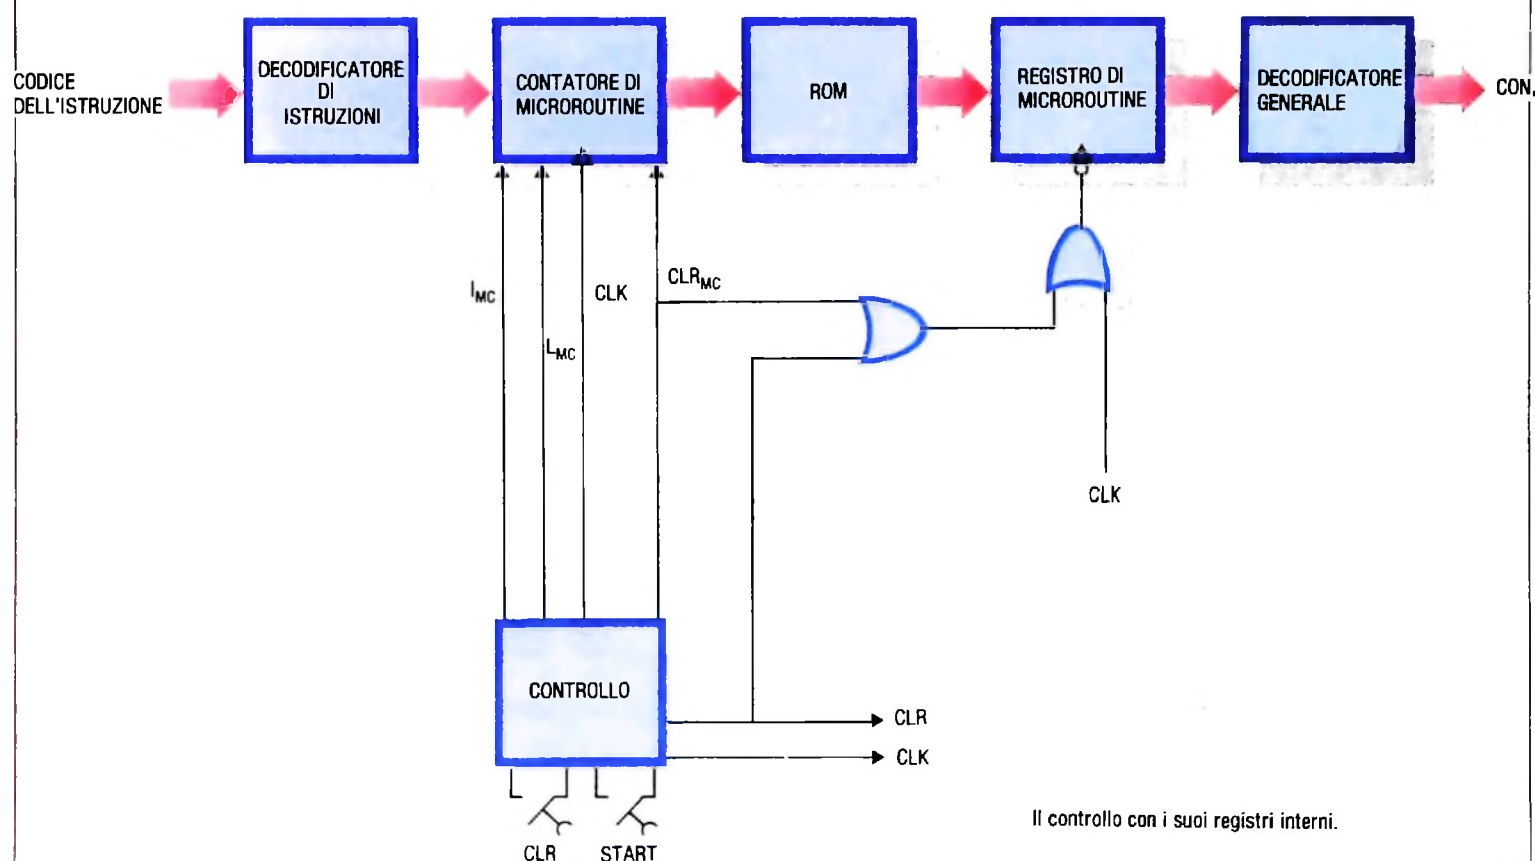 CODICE
DELL'ISTRUZIONE
DECODIFICATORE
DI
ISTRUZIONI
CONTATORE DI
MICROROUTINE
ROM
REGISTRO DI
MICROROUTINE
DECODIFICATORE
GENERALE
CON.
I_MC
L_MC
CLK
CLR_MC
CLK
CONTROLLO
CLR
CLK
CLR
START
Il controllo con i suoi registri interni.